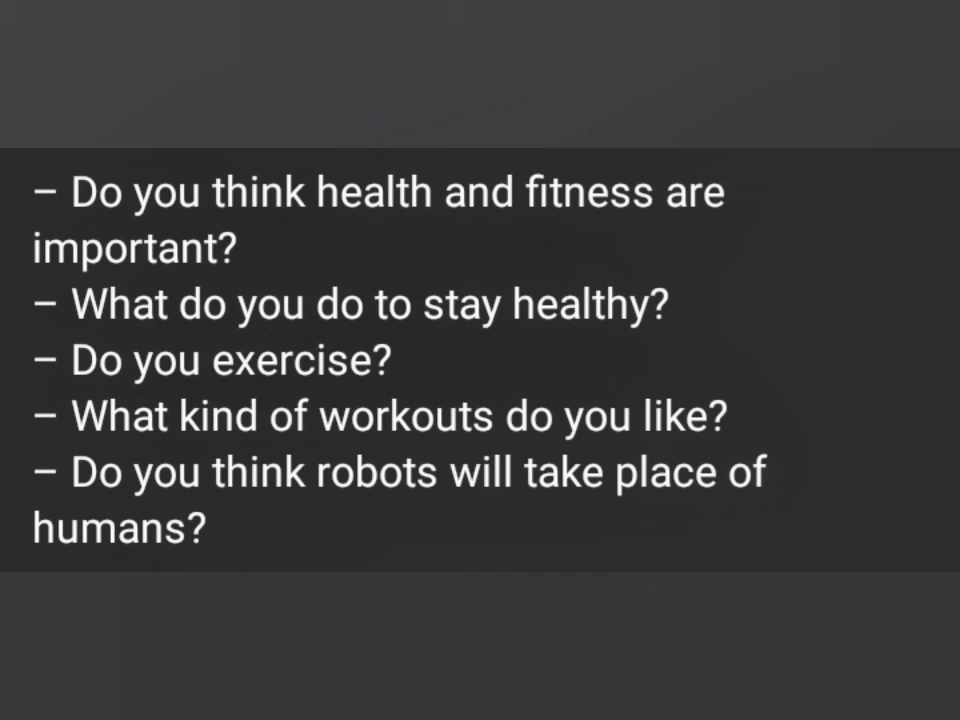 – Do you think health and fitness are
important?
– What do you do to stay healthy?
– Do you exercise?
– What kind of workouts do you like?
– Do you think robots will take place of
humans?